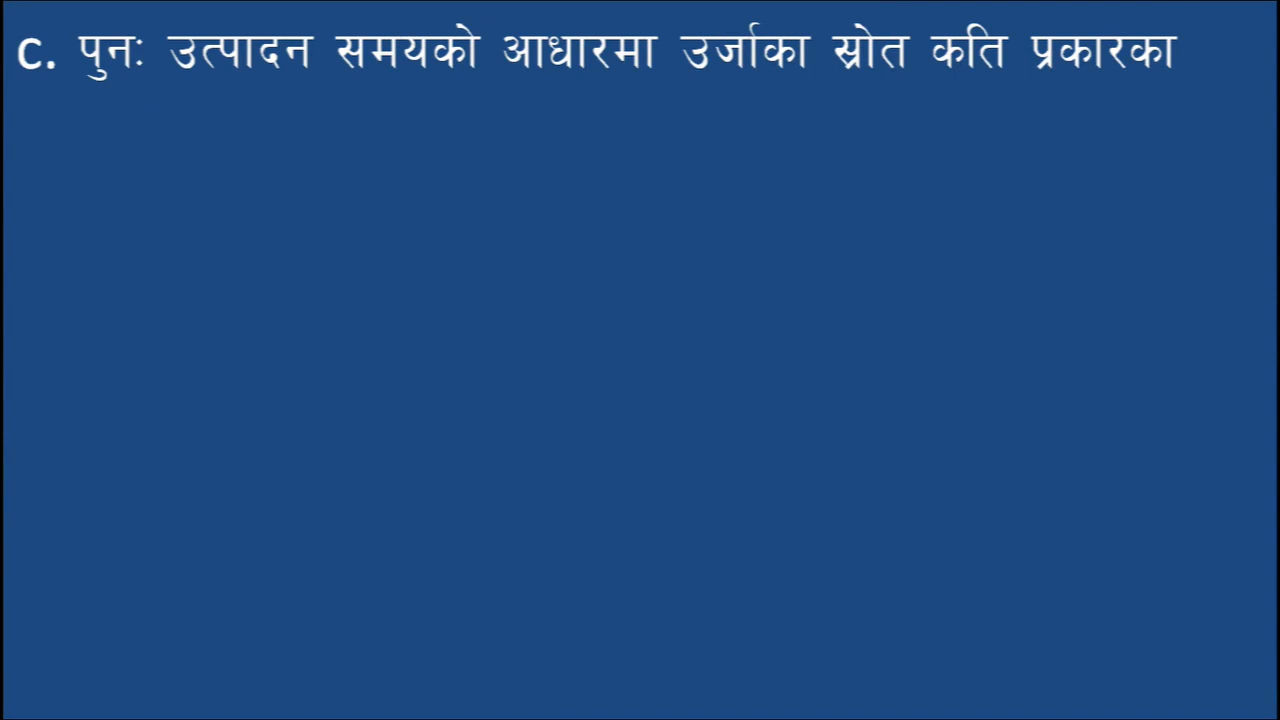 c. पुनः उत्पादन समयको आधारमा उर्जाका स्रोत कति प्रकारका